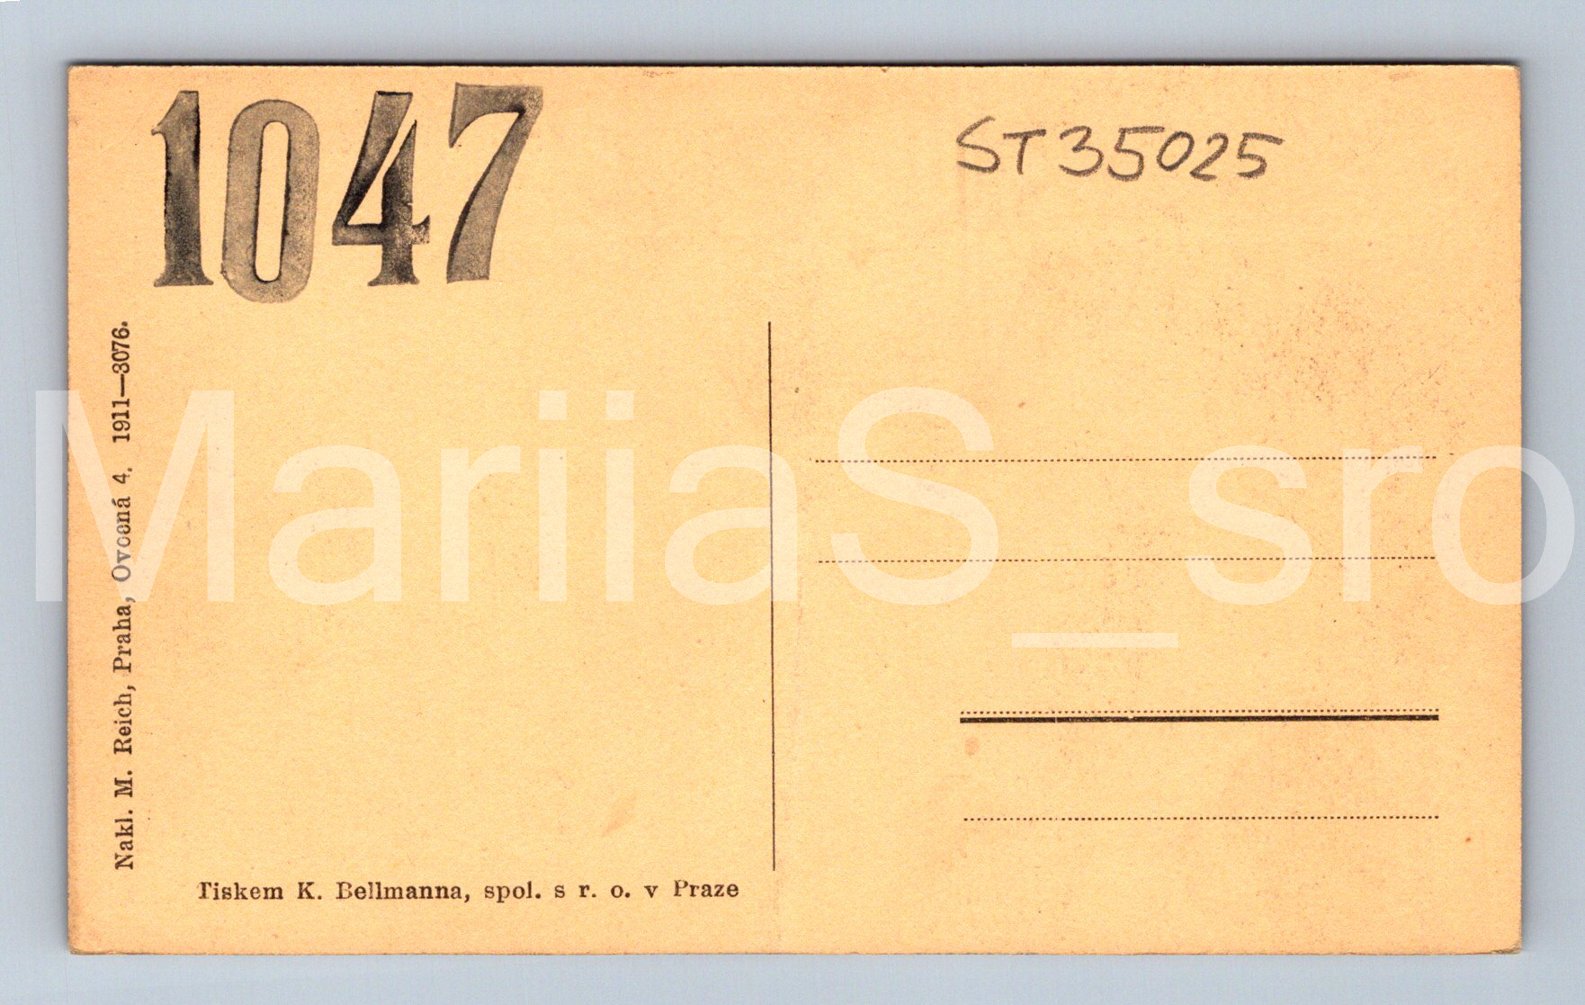 1047
ST35025
Nakl. M. Reich, Praha, Ovocná 4. 1911—3076.
MariiaS_sro
Tiskem K. Bellmanna, spol. s r. o. v Praze